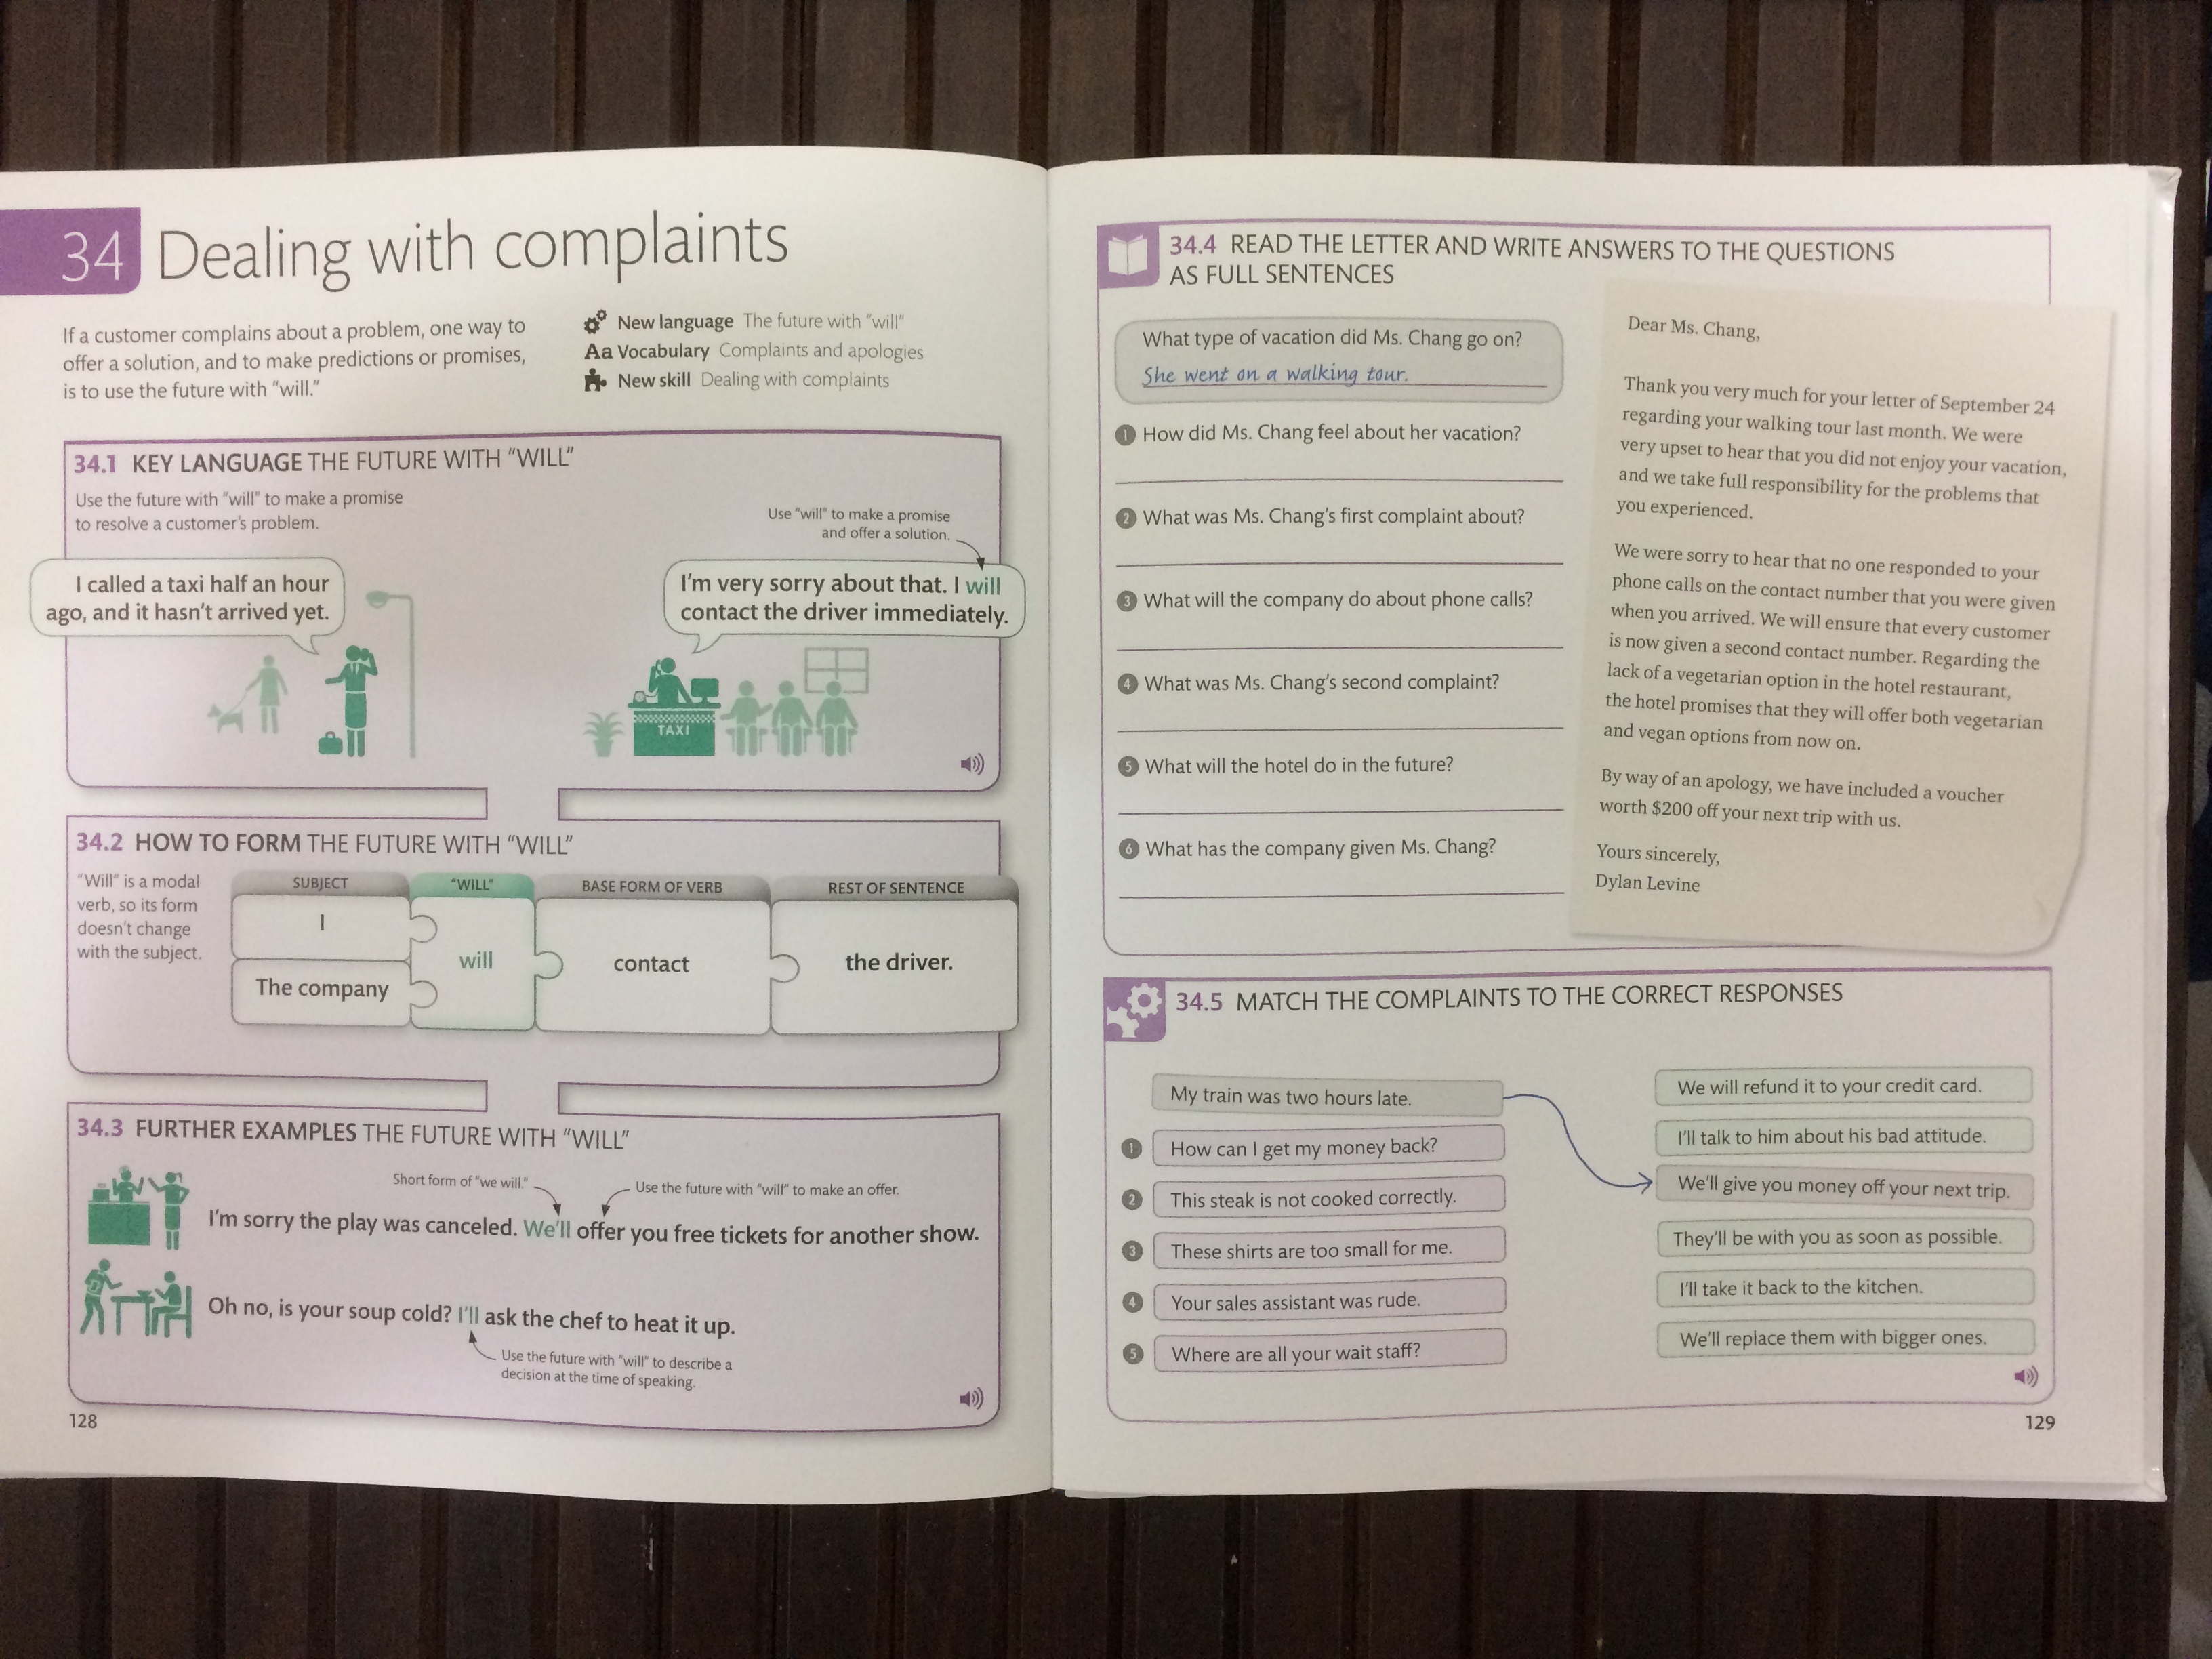 34 Dealing with complaints
If a customer complains about a problem, one way to
offer a solution, and to make predictions or promises,
is to use the future with "will."
New language The future with "will"
Aa Vocabulary Complaints and apologies
New skill Dealing with complaints
34.1 KEY LANGUAGE THE FUTURE WITH "WILL"
Use the future with "will" to make a promise
to resolve a customer's problem.
Use "will" to make a promise
and offer a solution.
I called a taxi half an hour
ago, and it hasn't arrived yet.
I'm very sorry about that. I will
contact the driver immediately.
TAXI
34.2 HOW TO FORM THE FUTURE WITH "WILL"
"Will" is a modal
verb, so its form
doesn't change
with the subject.
SUBJECT
"WILL"
BASE FORM OF VERB
REST OF SENTENCE
I
The company
will
contact
the driver.
34.3 FURTHER EXAMPLES THE FUTURE WITH "WILL"
Short form of "we will."
Use the future with "will" to make an offer.
I'm sorry the play was canceled. We'll offer you free tickets for another show.
Oh no, is your soup cold? I'll ask the chef to heat it up.
Use the future with "will" to describe a
decision at the time of speaking.
128
34.4 READ THE LETTER AND WRITE ANSWERS TO THE QUESTIONS
AS FULL SENTENCES
What type of vacation did Ms. Chang go on?
She went on a walking tour.
1 How did Ms. Chang feel about her vacation?
2 What was Ms. Chang's first complaint about?
3 What will the company do about phone calls?
4 What was Ms. Chang's second complaint?
5 What will the hotel do in the future?
6 What has the company given Ms. Chang?
Dear Ms. Chang,
Thank you very much for your letter of September 24
regarding your walking tour last month. We were
very upset to hear that you did not enjoy your vacation,
and we take full responsibility for the problems that
you experienced.
We were sorry to hear that no one responded to your
phone calls on the contact number that you were given
when you arrived. We will ensure that every customer
is now given a second contact number. Regarding the
lack of a vegetarian option in the hotel restaurant,
the hotel promises that they will offer both vegetarian
and vegan options from now on.
By way of an apology, we have included a voucher
worth $200 off your next trip with us.
Yours sincerely,
Dylan Levine
34.5 MATCH THE COMPLAINTS TO THE CORRECT RESPONSES
My train was two hours late.
1 How can I get my money back?
2 This steak is not cooked correctly.
3 These shirts are too small for me.
4 Your sales assistant was rude.
5 Where are all your wait staff?
We will refund it to your credit card.
I'll talk to him about his bad attitude.
We'll give you money off your next trip.
They'll be with you as soon as possible.
I'll take it back to the kitchen.
We'll replace them with bigger ones.
129